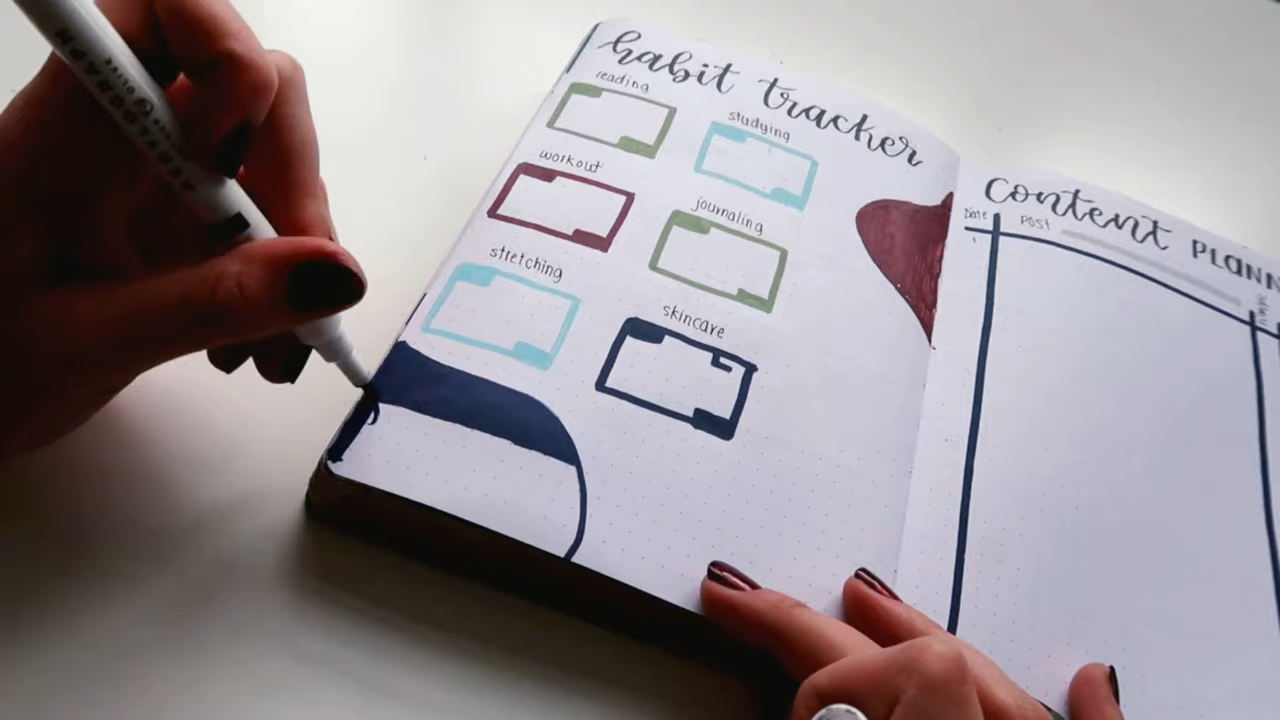 habit tracker
reading
studying
workout
journaling
stretching
skincare
content PLANN
Date
Post